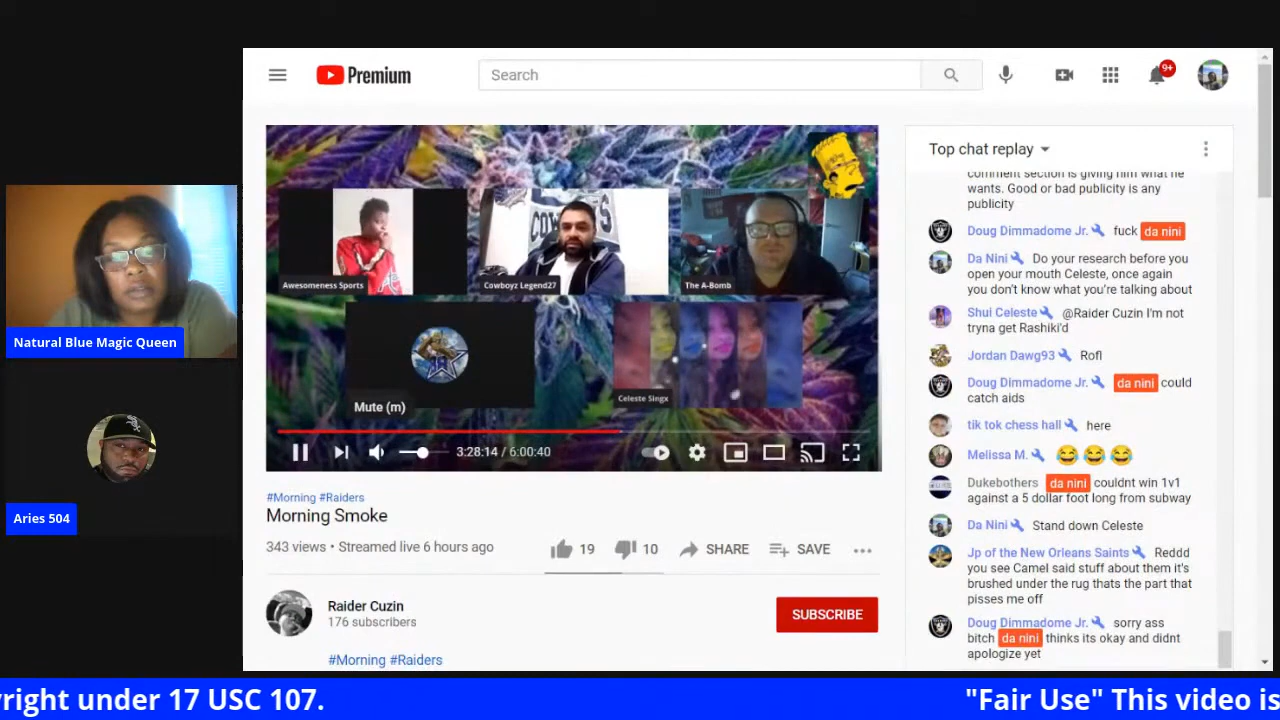 Premium
Search
9+
Natural Blue Magic Queen
Aries 504
Awesomeness Sports
Cowboyz Legend27
The A-Bomb
Celeste Singx
Mute (m)
3:28:14 / 6:00:40
#Morning #Raiders
Morning Smoke
343 views • Streamed live 6 hours ago
19
10
SHARE
SAVE
Raider Cuzin
176 subscribers
SUBSCRIBE
#Morning #Raiders
Top chat replay
comment section is giving him what he
wants. Good or bad publicity is any
publicity
Doug Dimmadome Jr. fuck da nini
Da Nini Do your research before you
open your mouth Celeste, once again
you don't know what you're talking about
Shui Celeste @Raider Cuzin I'm not
tryna get Rashiki'd
Jordan Dawg93 Rofl
Doug Dimmadome Jr. da nini could
catch aids
tik tok chess hall here
Melissa M. 😂😂😂
Dukebothers da nini couldnt win 1v1
against a 5 dollar foot long from subway
Da Nini Stand down Celeste
Jp of the New Orleans Saints Reddd
you see Camel said stuff about them it's
brushed under the rug thats the part that
pisses me off
Doug Dimmadome Jr. sorry ass
bitch da nini thinks its okay and didnt
apologize yet
yright under 17 USC 107. "Fair Use" This video is